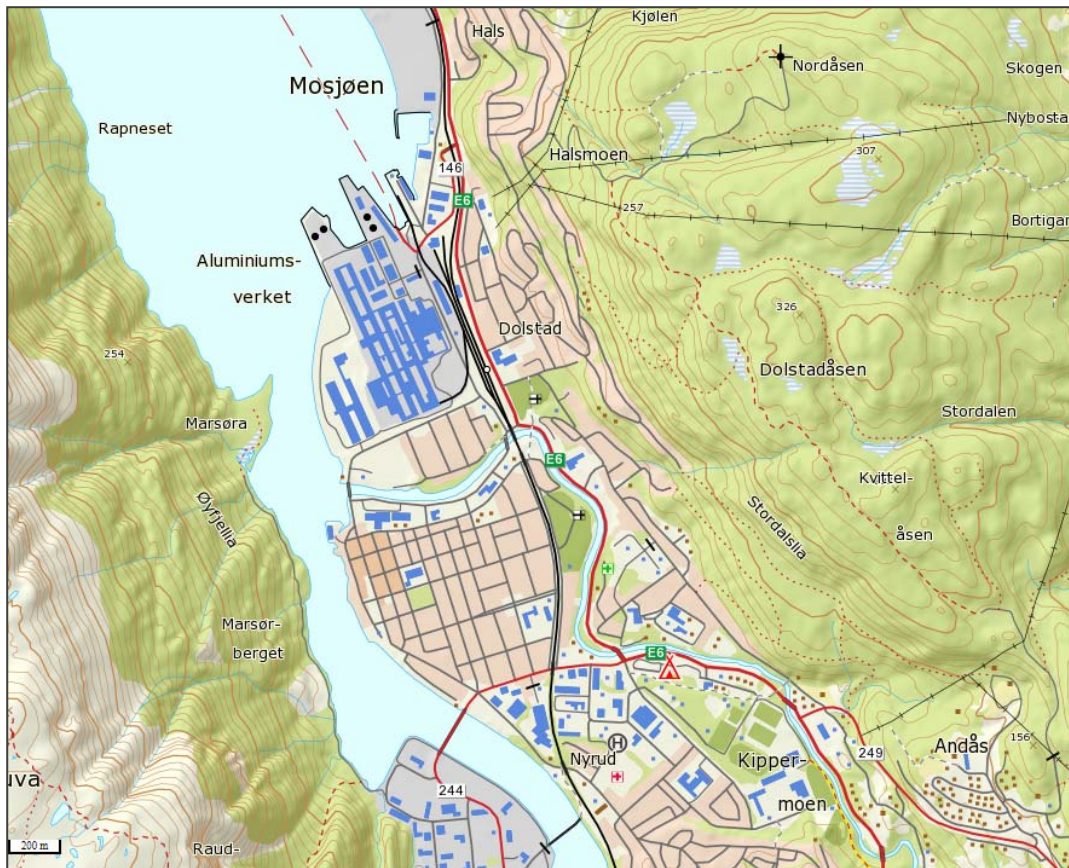 Hals
Kjølen
Mosjøen
Nordåsen
Skogen
Rapneset
Nybosta
Halsmoen
307
146
E6
257
Bortigar
Aluminiums-
verket
326
Dolstad
254
Dolstadåsen
Stordalen
Marsøra
E6
Kvittel-
åsen
Øyfjellia
Stordalslia
Marsør-
berget
E6
156
Andås
249
Nyrud
H
Kipper-
moen
uva
244
200 m
Raud-